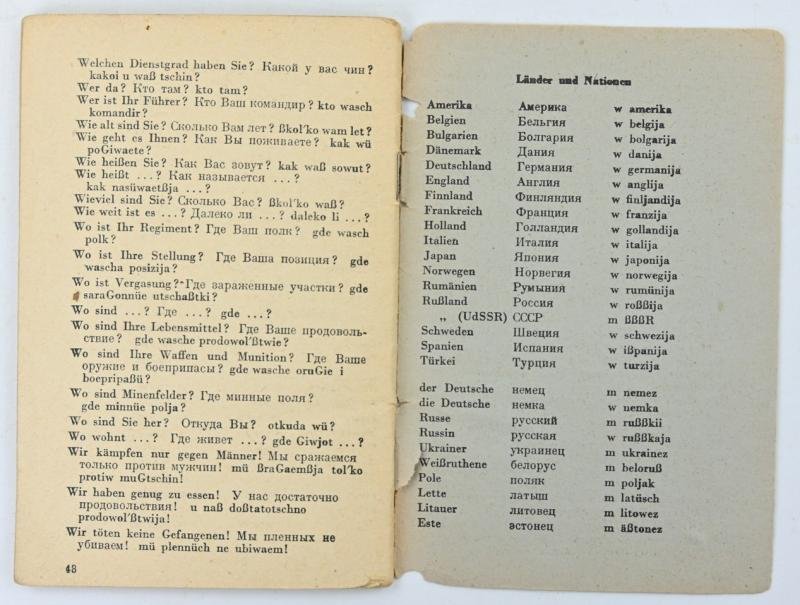 Welchen Dienstgrad haben Sie? Какой у вас чин?
kakoi u waß tschin?
Wer da? Кто там? kto tam?
Wer ist Ihr Führer? Кто Ваш командир? kto wasch
komandir?
Wie alt sind Sie? Сколько Вам лет? ßkol'ko wam let?
Wie geht es Ihnen? Как Вы поживаете? kak wü
poGiwaete?
Wie heißen Sie? Как Вас зовут? kak waß sowut?
Wie heißt ...? Как называется ...?
kak nasüwaetßja ...?
Wieviel sind Sie? Сколько Вас? ßkol'ko waß?
Wie weit ist es ...? Далеко ли ...? daleko li ...?
Wo ist Ihr Regiment? Где Ваш полк? gde wasch
polk?
Wo ist Ihre Stellung? Где Ваша позиция? gde
wascha posizija?
Wo ist Vergasung? Где зараженные участки? gde
saraGonnüe utschaßtki?
Wo sind ...? Где ...? gde ...?
Wo sind Ihre Lebensmittel? Где Ваше продоволь-
ствие? gde wasche prodowol'ßtwie?
Wo sind Ihre Waffen und Munition? Где Ваше
оружие и боеприпасы? gde wasche oruGie i
boepripaßü?
Wo sind Minenfelder? Где минные поля?
gde minnüe polja?
Wo sind Sie her? Откуда Вы? otkuda wü?
Wo wohnt ...? Где живет ...? gde Giwjot ...?
Wir kämpfen nur gegen Männer! Мы сражаемся
только против мужчин! mü ßraGaemßja tol'ko
protiw muGtschin!
Wir haben genug zu essen! У нас достаточно
продовольствия! u naß doßtatotschno
prodowol'ßtwija!
Wir töten keine Gefangenen! Мы пленных не
убиваем! mü plennüch ne ubiwaem!
48
Länder und Nationen
Amerika Америка w amerika
Belgien Бельгия w belgija
Bulgarien Болгария w bolgarija
Dänemark Дания w danija
Deutschland Германия w germanija
England Англия w anglija
Finnland Финляндия w finljandija
Frankreich Франция w franzija
Holland Голландия w gollandija
Italien Италия w italija
Japan Япония w japonija
Norwegen Норвегия w norwegija
Rumänien Румыния w rumünija
Rußland Россия w roßßija
„ (UdSSR) СССР m ßßßR
Schweden Швеция w schwezija
Spanien Испания w ißpanija
Türkei Турция w turzija
der Deutsche немец m nemez
die Deutsche немка w nemka
Russe русский m rußßkii
Russin русская w rußßkaja
Ukrainer украинец m ukrainez
Weißruthene белорус m beloruß
Pole поляк m poljak
Lette латыш m latüsch
Litauer литовец m litowez
Este эстонец m äßtonez